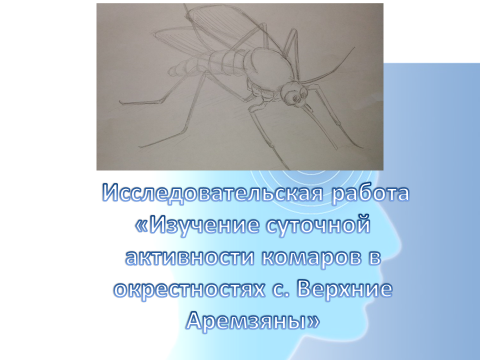 Исследовательская работа
«Изучение суточной
активности комаров в
окрестностях с. Верхние
Аремзяны»